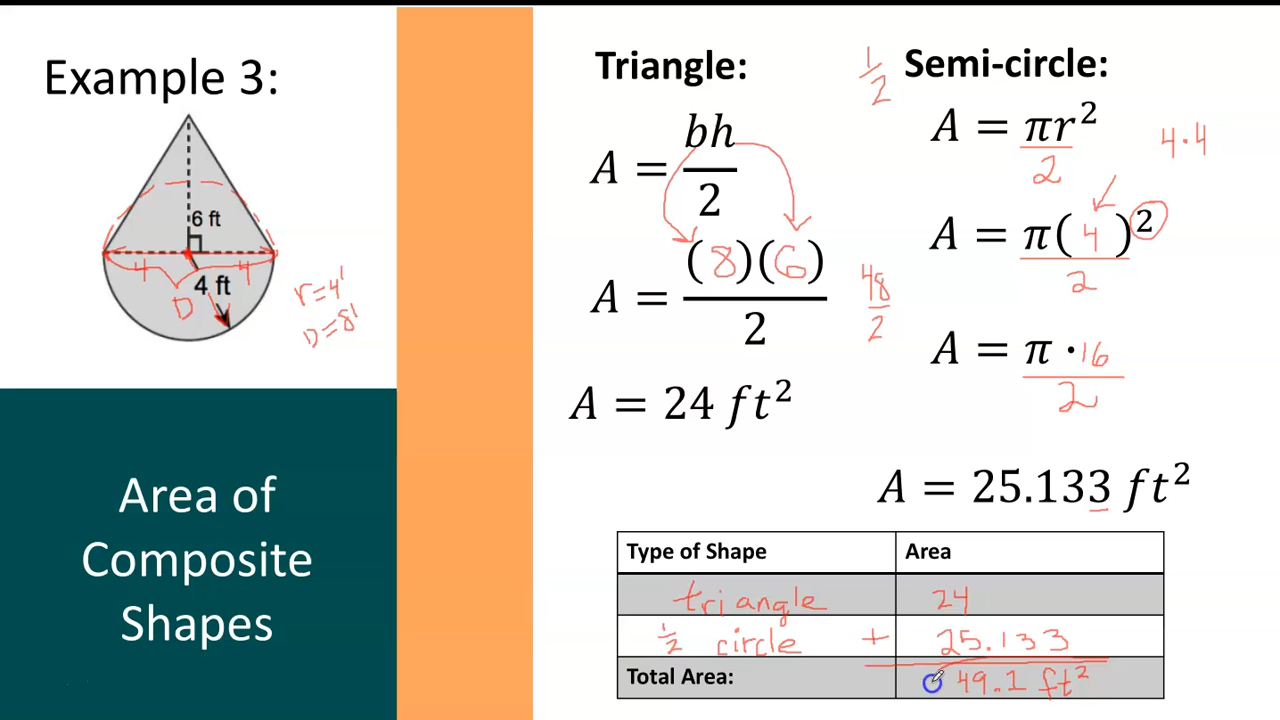 Example 3:
6 ft
4 4
4 ft
D
r=4'
D=8'
Area of
Composite
Shapes
Triangle:
A = bh/2
A = (8)(6)/2
48/2
A = 24 ft²
1/2
Semi-circle:
A = πr²/2
4·4
A = π(4)²/2
A = π · 16/2
A = 25.133 ft²
Type of Shape Area
triangle 24
1/2 circle + 25.133
Total Area: 49.1 ft²